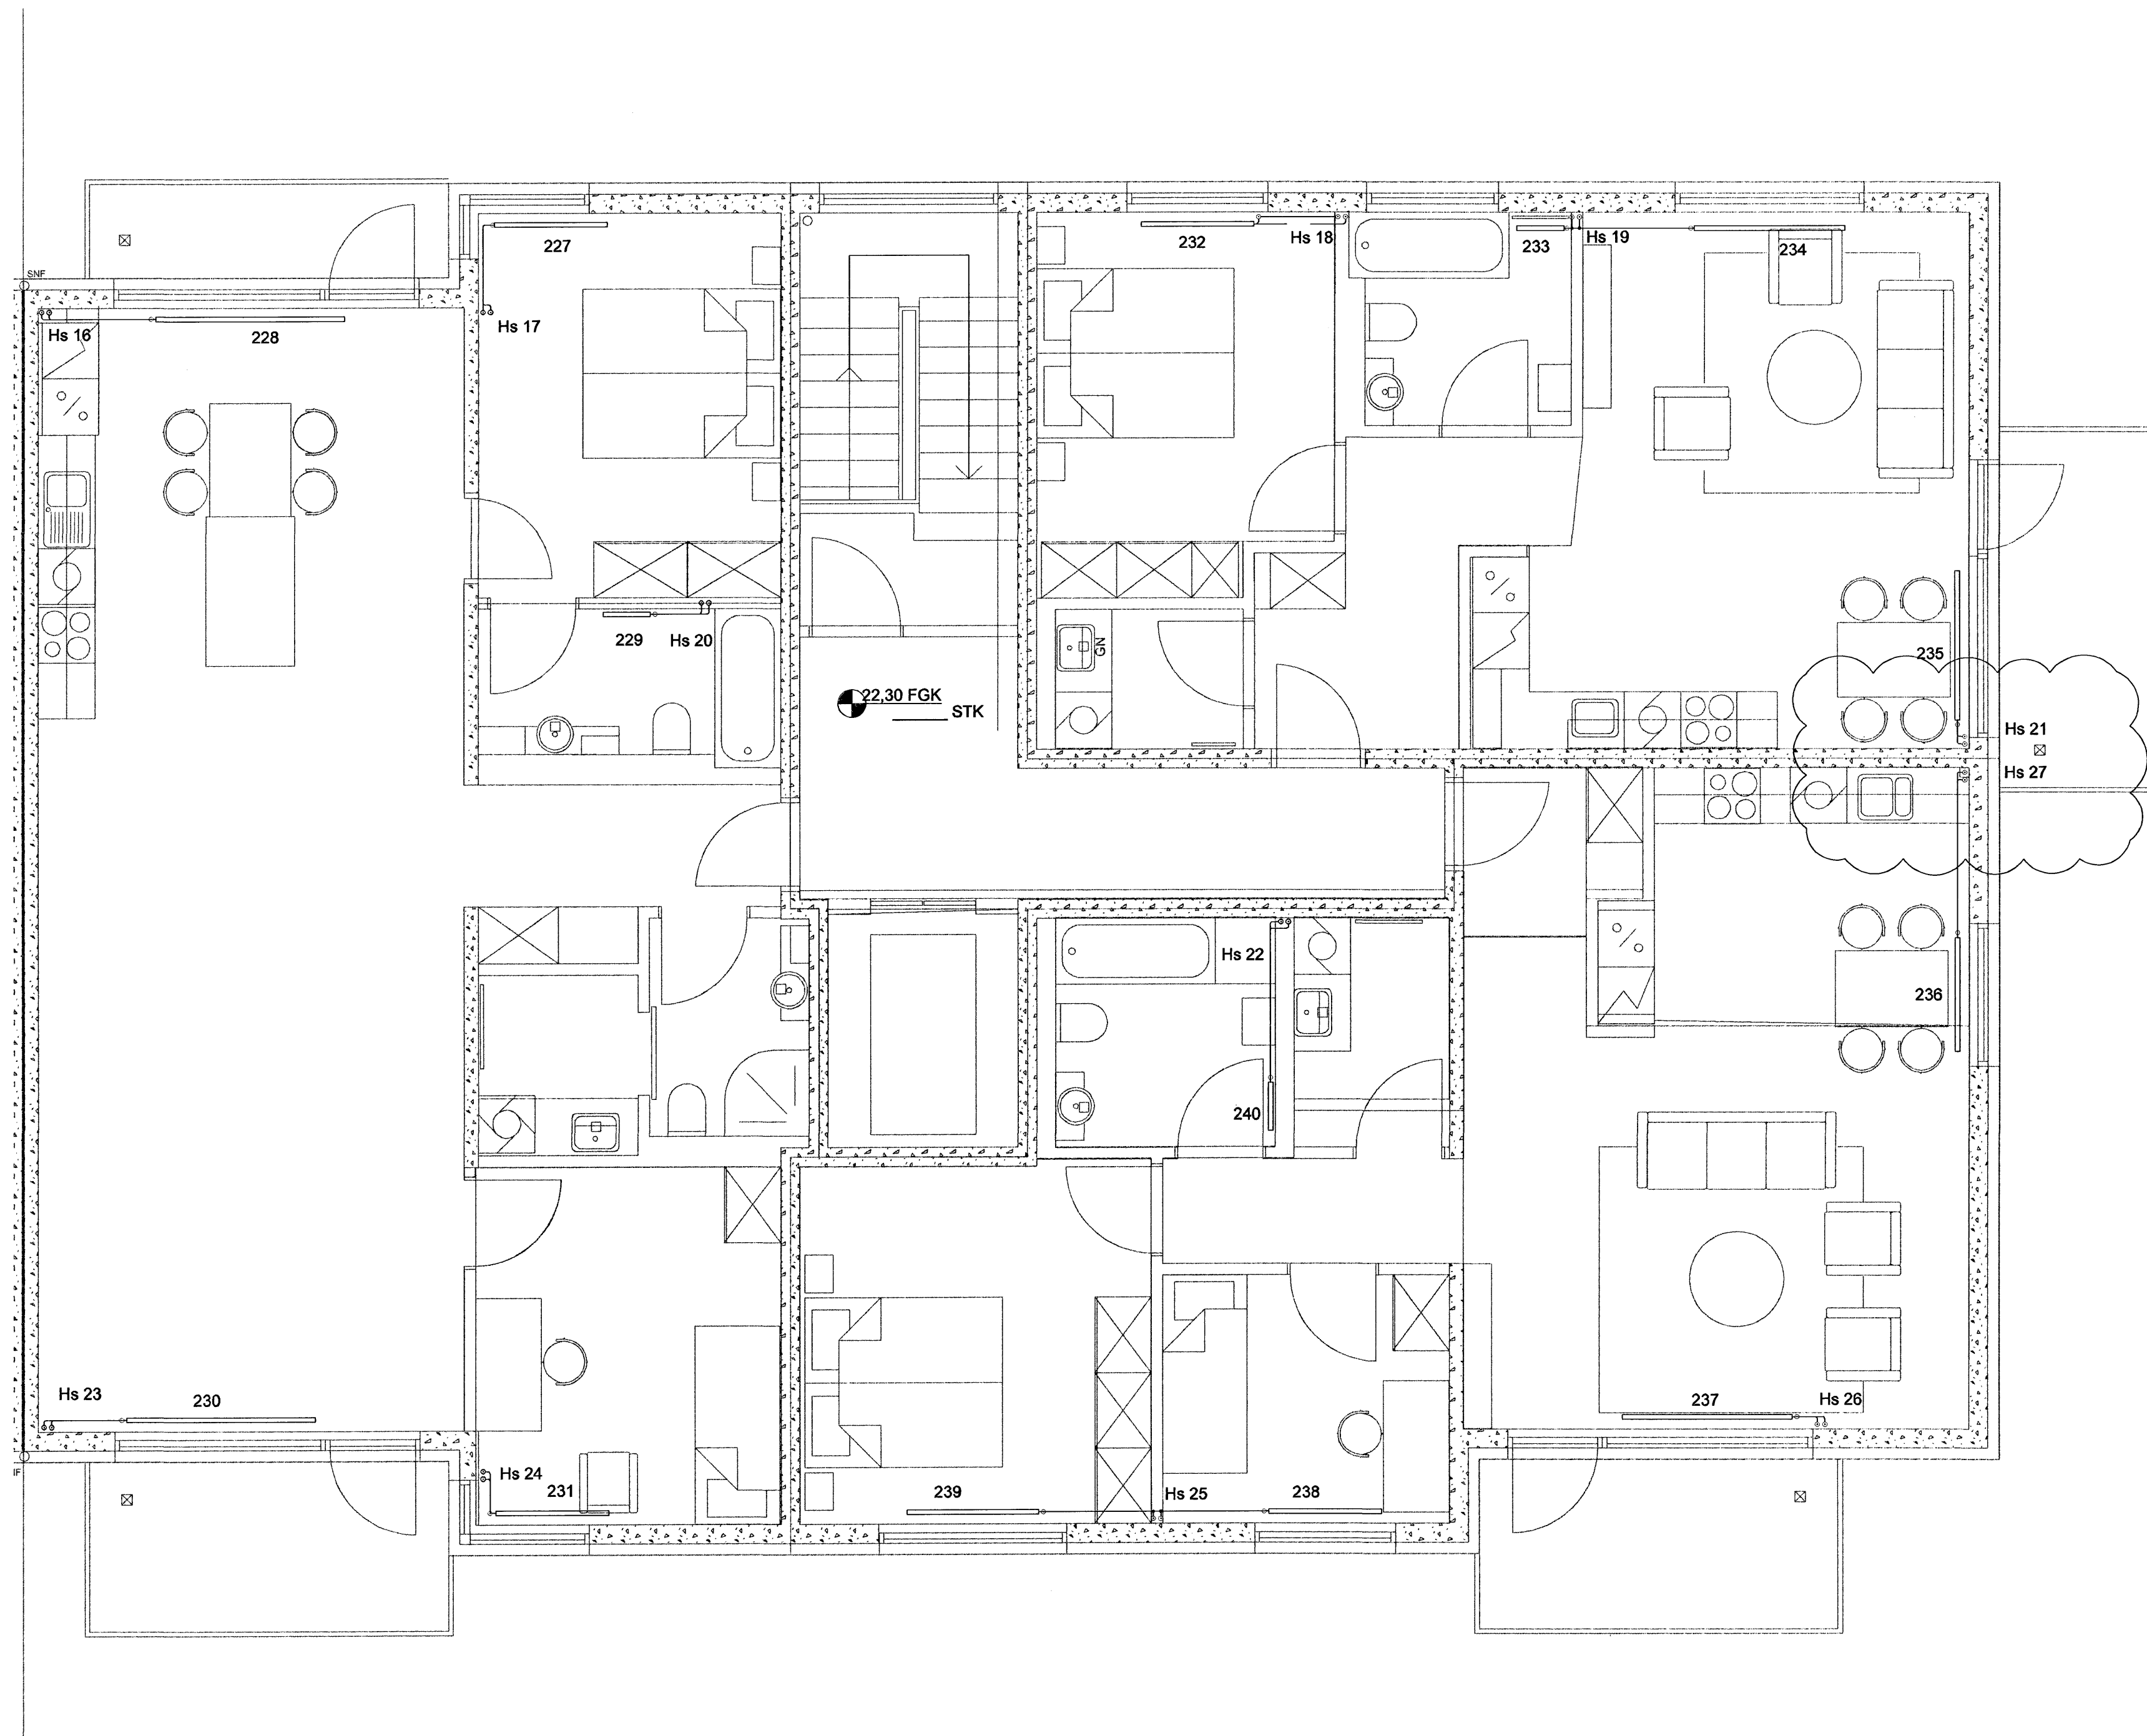 227
232
Hs 18
233
Hs 19
234
SNF
Hs 16
228
Hs 17
229
Hs 20
GN
235
22,30 FGK
STK
Hs 21
Hs 27
Hs 22
236
240
Hs 23
230
237
Hs 26
IF
Hs 24
231
239
Hs 25
238